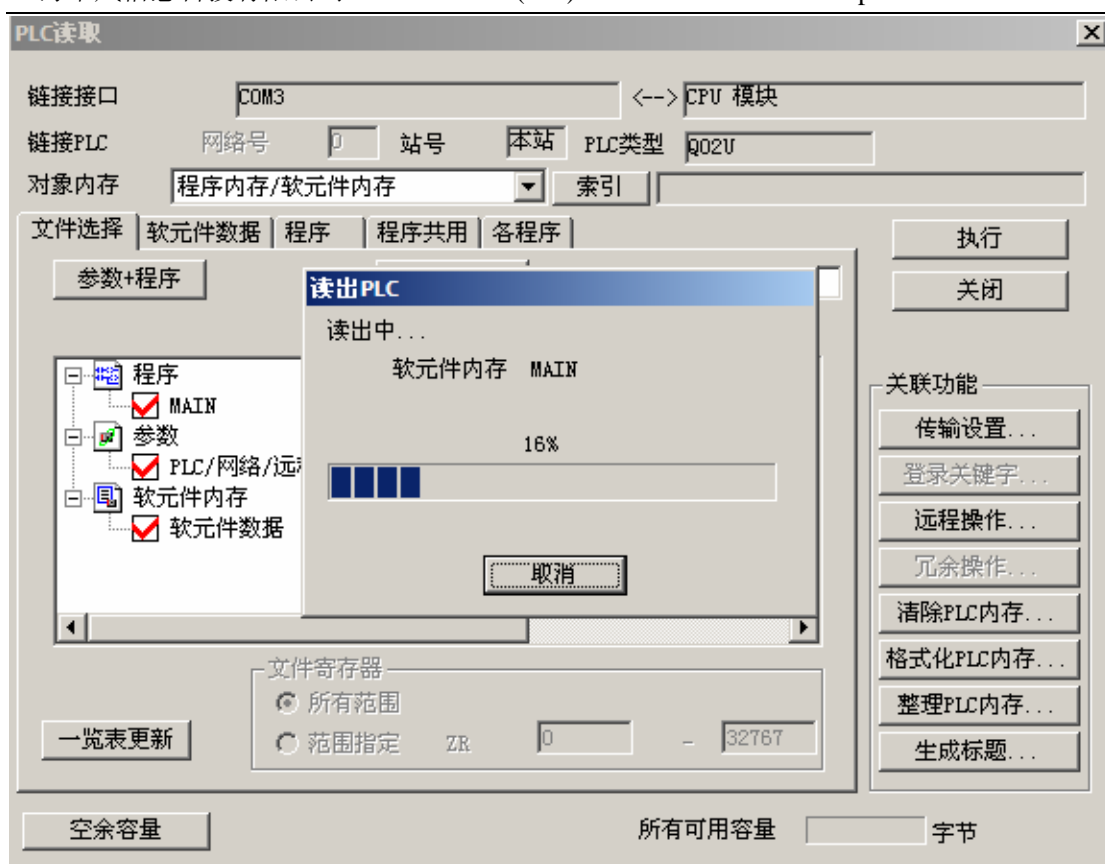 PLC读取
链接接口 COM3 <--> CPU 模块
链接PLC 网络号 0 站号 本站 PLC类型 Q02U
对象内存 程序内存/软元件内存 索引
文件选择 软元件数据 程序 程序共用 各程序
执行
参数+程序
关闭
读出PLC
读出中...
软元件内存 MAIN
16%
取消
程序
MAIN
参数
PLC/网络/远
软元件内存
软元件数据
关联功能
传输设置...
登录关键字...
远程操作...
冗余操作...
清除PLC内存...
格式化PLC内存...
整理PLC内存...
生成标题...
文件寄存器
所有范围
范围指定 ZR 0 - 32767
一览表更新
空余容量 所有可用容量 字节